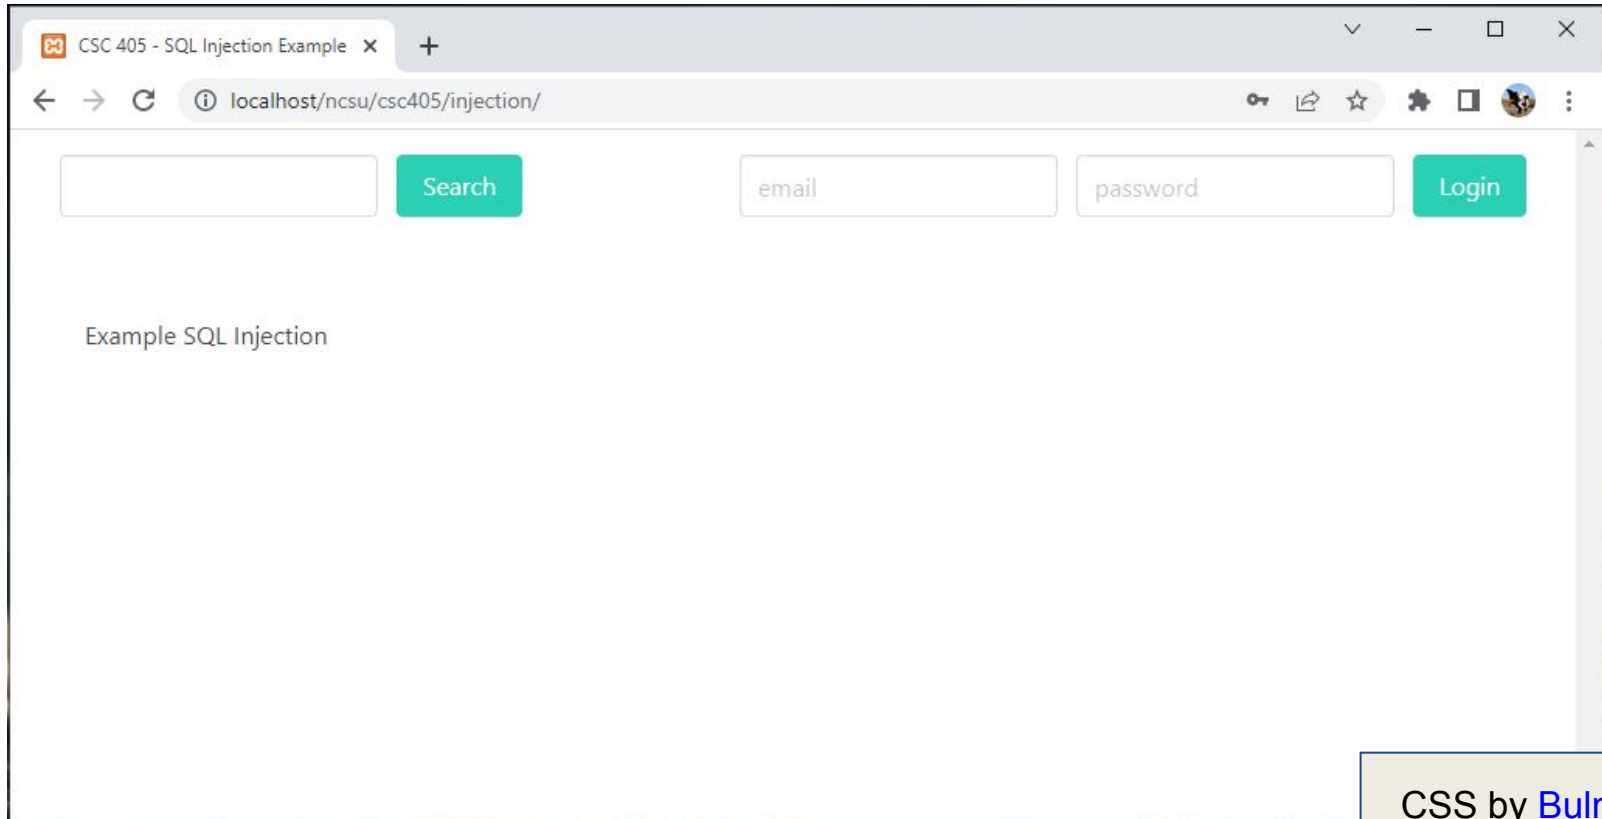 CSC 405 - SQL Injection Example
localhost/ncsu/csc405/injection/
Search
email
password
Login
Example SQL Injection
CSS by